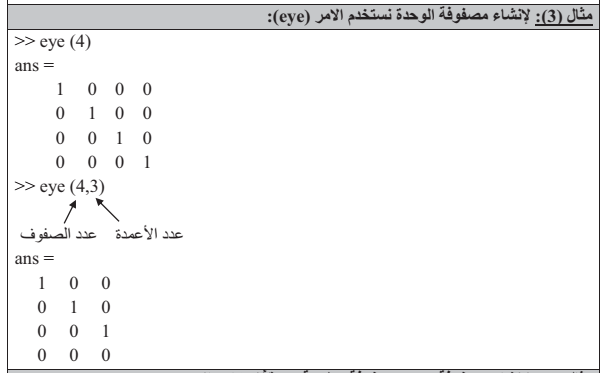 مثال (3): لإنشاء مصفوفة الوحدة نستخدم الامر (eye):
>> eye (4)
ans =
1 0 0 0
0 1 0 0
0 0 1 0
0 0 0 1
>> eye (4,3)
عدد الأعمدة عدد الصفوف
ans =
1 0 0
0 1 0
0 0 1
0 0 0